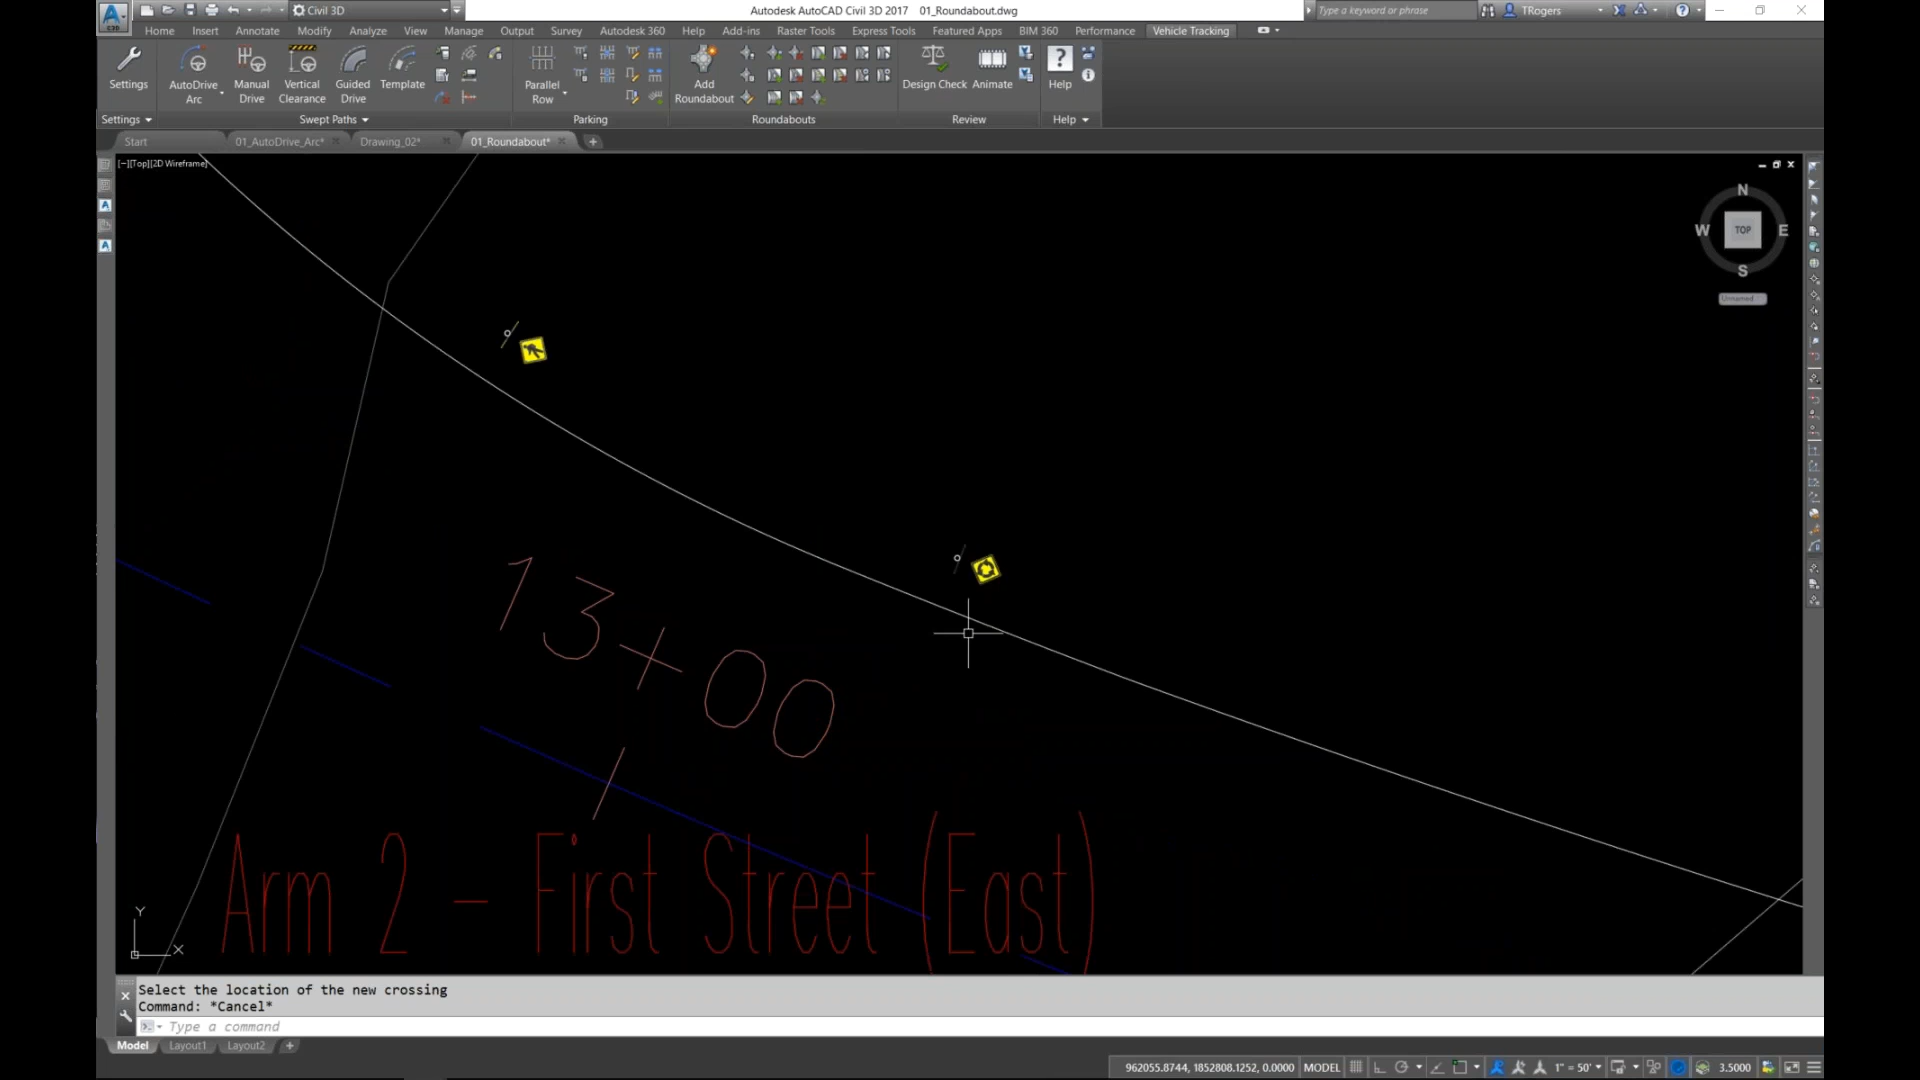 Civil 3D
Autodesk AutoCAD Civil 3D 2017 01_Roundabout.dwg
Type a keyword or phrase
TRogers
Home Insert Annotate Modify Analyze View Manage Output Survey Autodesk 360 Help Add-ins Raster Tools Express Tools Featured Apps BIM 360 Performance Vehicle Tracking
Settings AutoDrive Arc Manual Drive Vertical Clearance Guided Drive Template Parallel Row Add Roundabout Design Check Animate Help
Settings Swept Paths Parking Roundabouts Review Help
Start 01_AutoDrive_Arc* Drawing_02* 01_Roundabout*
[−][Top][2D Wireframe]
N
W TOP E
S
Unnamed
13+00
Arm 2 - First Street (East)
Y
X
Select the location of the new crossing
Command: *Cancel*
Type a command
Model Layout1 Layout2 +
962055.8744, 1852808.1252, 0.0000 MODEL 1" = 50' 3.5000